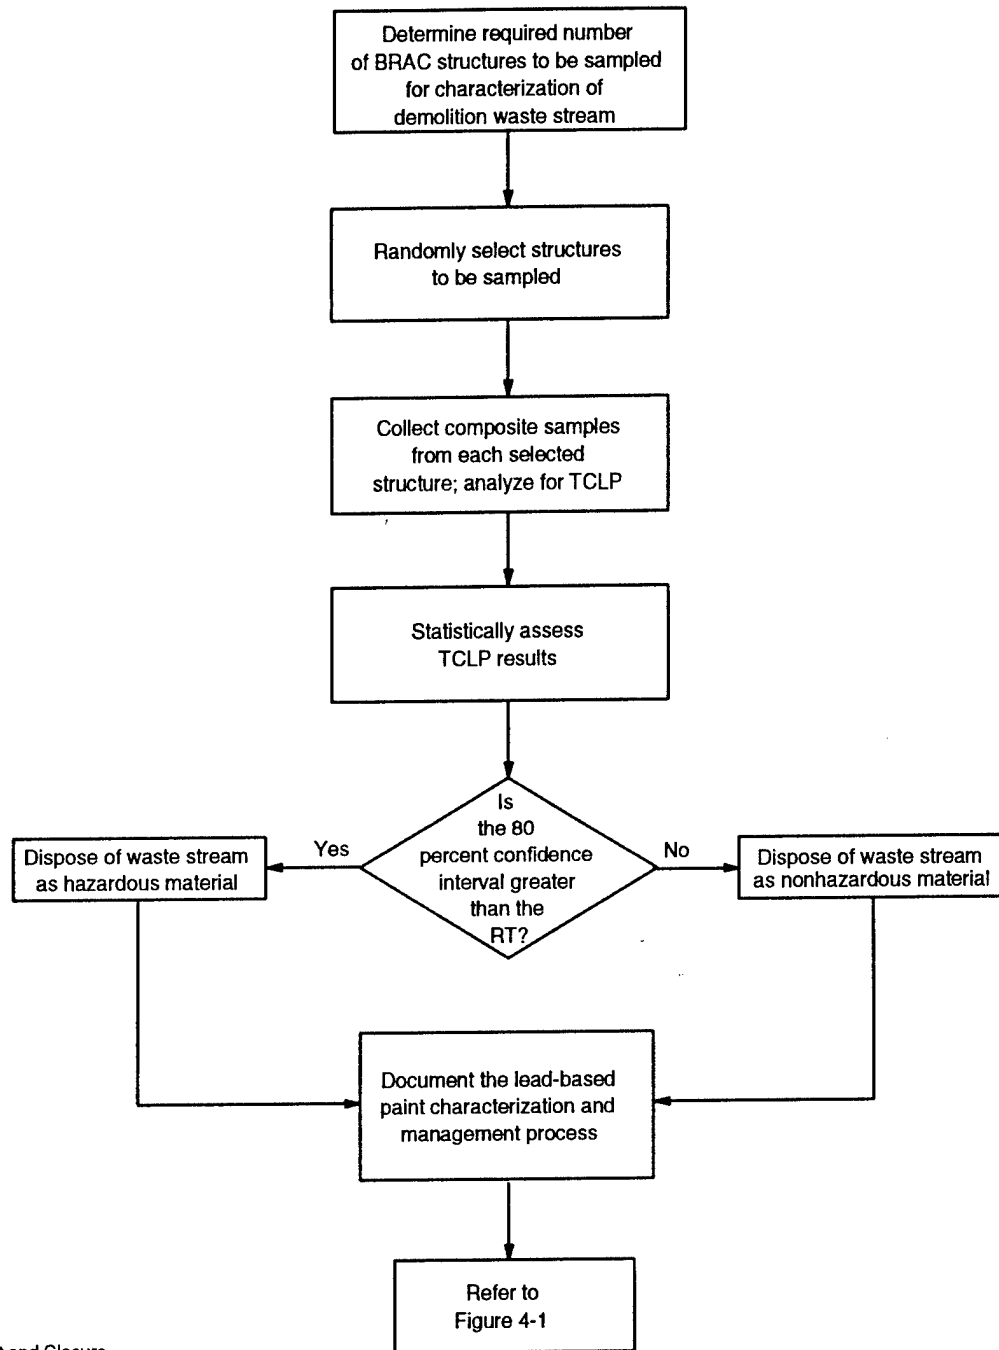 Determine required number
of BRAC structures to be sampled
for characterization of
demolition waste stream
Randomly select structures
to be sampled
Collect composite samples
from each selected
structure; analyze for TCLP
Statistically assess
TCLP results
Is
the 80
percent confidence
interval greater
than the
RT?
Yes
No
Dispose of waste stream
as hazardous material
Dispose of waste stream
as nonhazardous material
Document the lead-based
paint characterization and
management process
Refer to
Figure 4-1
and Closure